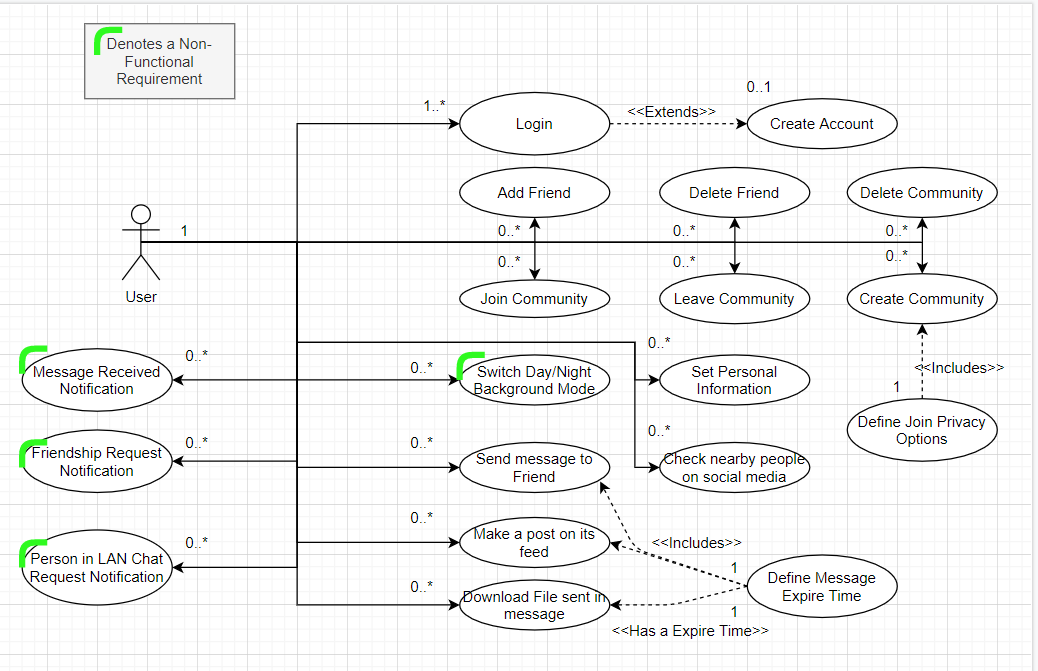 Denotes a Non-
Functional
Requirement
1..*
Login
<<Extends>>
0..1
Create Account
Add Friend
Delete Friend
Delete Community
1
0..*
0..*
0..*
0..*
0..*
0..*
User
Join Community
Leave Community
Create Community
0..*
Message Received
Notification
0..*
Switch Day/Night
Background Mode
0..*
Set Personal
Information
<<Includes>>
1
Define Join Privacy
Options
0..*
Friendship Request
Notification
0..*
Send message to
Friend
0..*
Check nearby people
on social media
0..*
Person in LAN Chat
Request Notification
0..*
Make a post on its
feed
<<Includes>>
1
Define Message
Expire Time
0..*
Download File sent in
message
1
<<Has a Expire Time>>